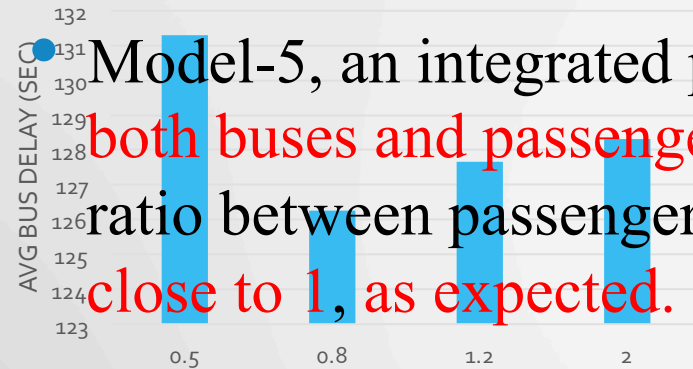 132
131
130
129
128
127
126
125
124
123
AVG BUS DELAY (SEC)
Model-5, an integrated
both buses and passenge
ratio between passenger
close to 1, as expected.
0.5 0.8 1.2 2